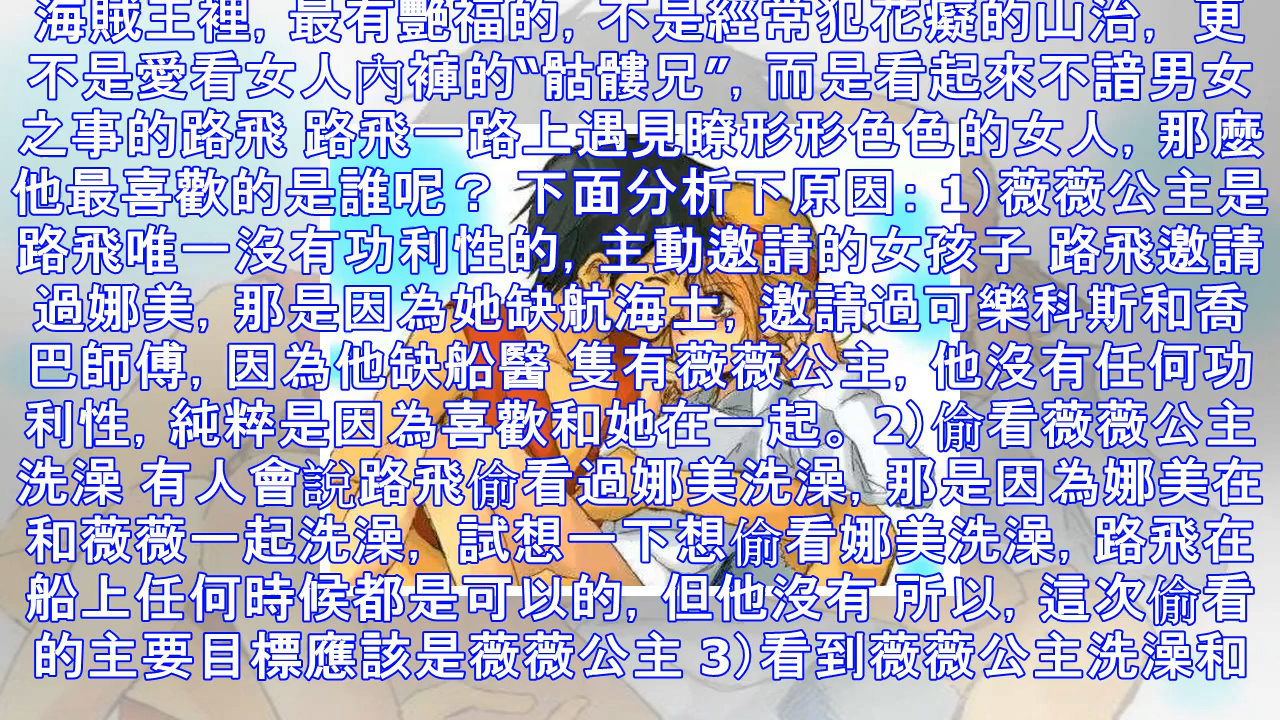 海賊王裡, 最有艷福的, 不是經常犯花癡的山治, 更
不是愛看女人內褲的“骷髏兄”, 而是看起來不諳男女
之事的路飛 路飛一路上遇見瞭形形色色的女人, 那麼
他最喜歡的是誰呢？ 下面分析下原因: 1)薇薇公主是
路飛唯一沒有功利性的, 主動邀請的女孩子 路飛邀請
過娜美, 那是因為她缺航海士, 邀請過可樂科斯和喬
巴師傅, 因為他缺船醫 隻有薇薇公主, 他沒有任何功
利性, 純粹是因為喜歡和她在一起。2)偷看薇薇公主
洗澡 有人會說路飛偷看過娜美洗澡, 那是因為娜美在
和薇薇一起洗澡, 試想一下想偷看娜美洗澡, 路飛在
船上任何時候都是可以的, 但他沒有 所以, 這次偷看
的主要目標應該是薇薇公主 3)看到薇薇公主洗澡和